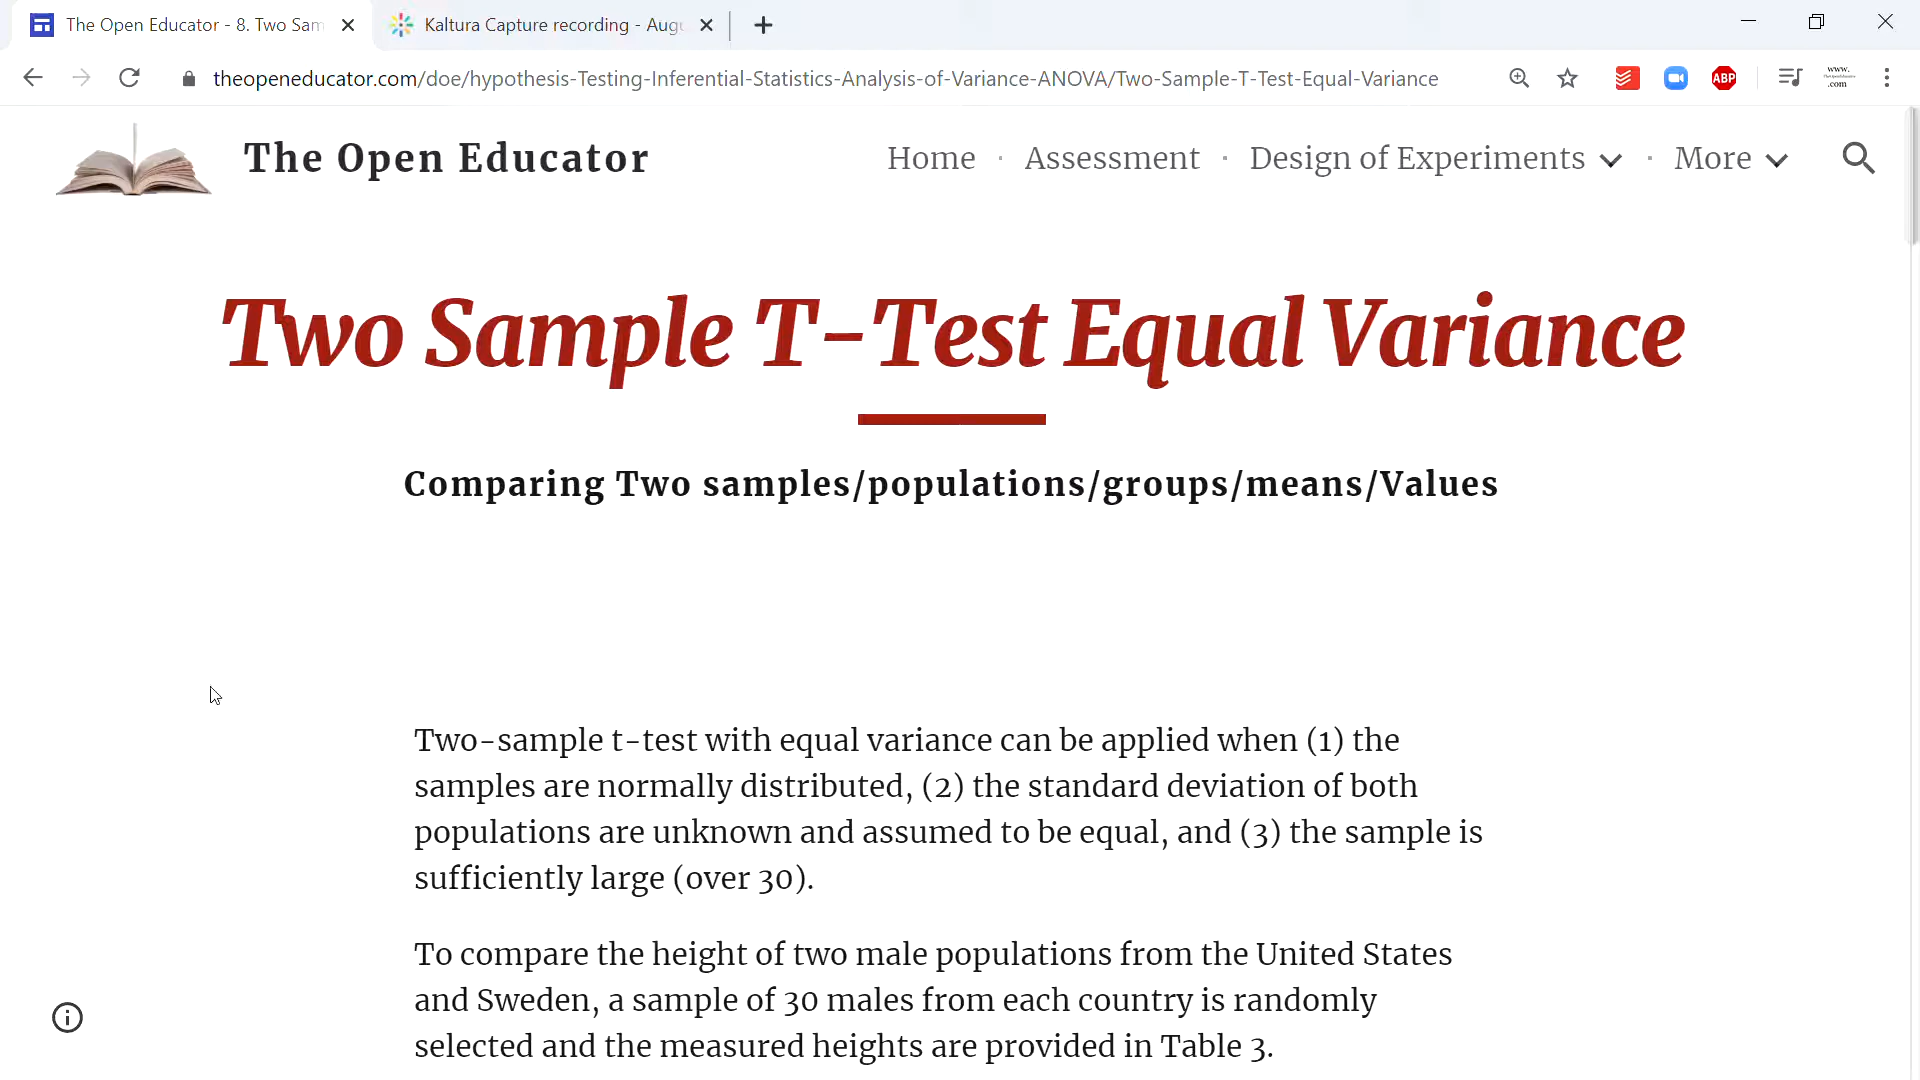 The Open Educator - 8. Two Sam
Kaltura Capture recording - Aug
theopeneducator.com/doe/hypothesis-Testing-Inferential-Statistics-Analysis-of-Variance-ANOVA/Two-Sample-T-Test-Equal-Variance
ABP
www.
.com
The Open Educator
Home · Assessment · Design of Experiments · More
Two Sample T-Test Equal Variance
Comparing Two samples/populations/groups/means/Values
Two-sample t-test with equal variance can be applied when (1) the
samples are normally distributed, (2) the standard deviation of both
populations are unknown and assumed to be equal, and (3) the sample is
sufficiently large (over 30).
To compare the height of two male populations from the United States
and Sweden, a sample of 30 males from each country is randomly
selected and the measured heights are provided in Table 3.